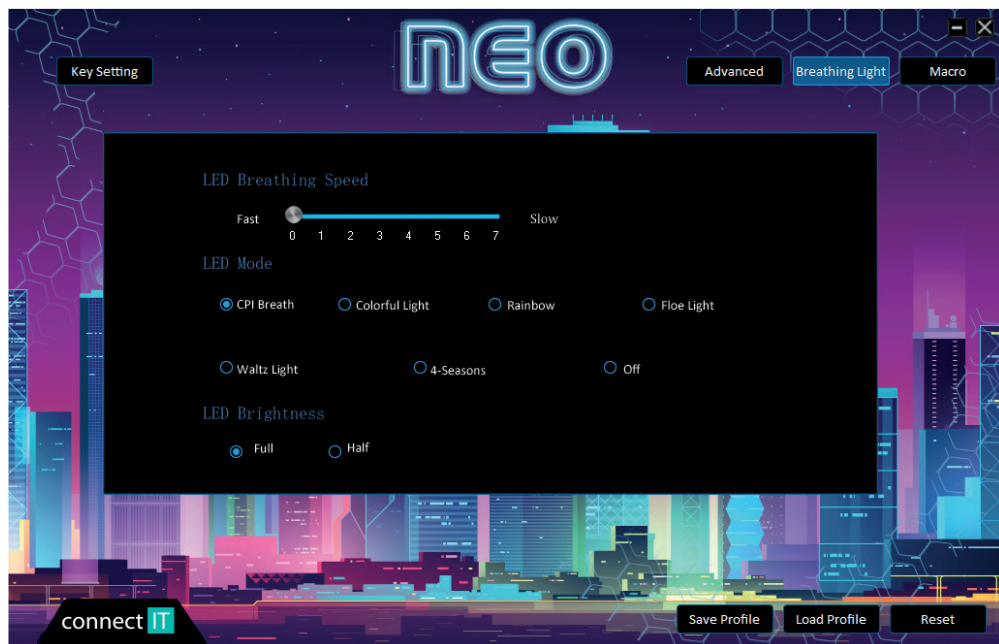 NEO
Key Setting
Advanced
Breathing Light
Macro
LED Breathing Speed
Fast
Slow
0 1 2 3 4 5 6 7
LED Mode
CPI Breath Colorful Light Rainbow Floe Light
Waltz Light 4-Seasons Off
LED Brightness
Full Half
connect IT
Save Profile Load Profile Reset